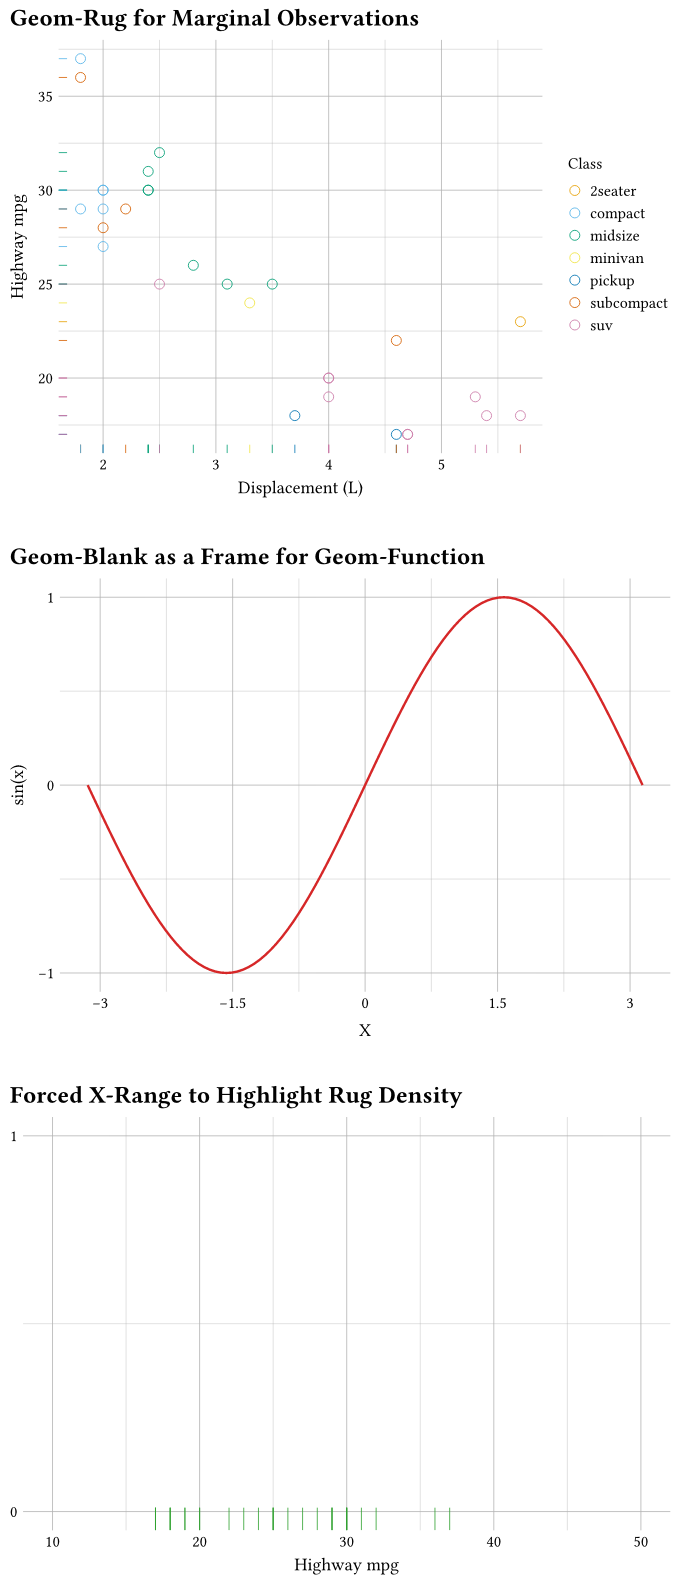 Geom-Rug for Marginal Observations
35
30
25
20
Highway mpg
2 3 4 5
Displacement (L)
Class
2seater
compact
midsize
minivan
pickup
subcompact
suv
Geom-Blank as a Frame for Geom-Function
1
0
−1
sin(x)
−3 −1.5 0 1.5 3
X
Forced X-Range to Highlight Rug Density
1
0
10 20 30 40 50
Highway mpg